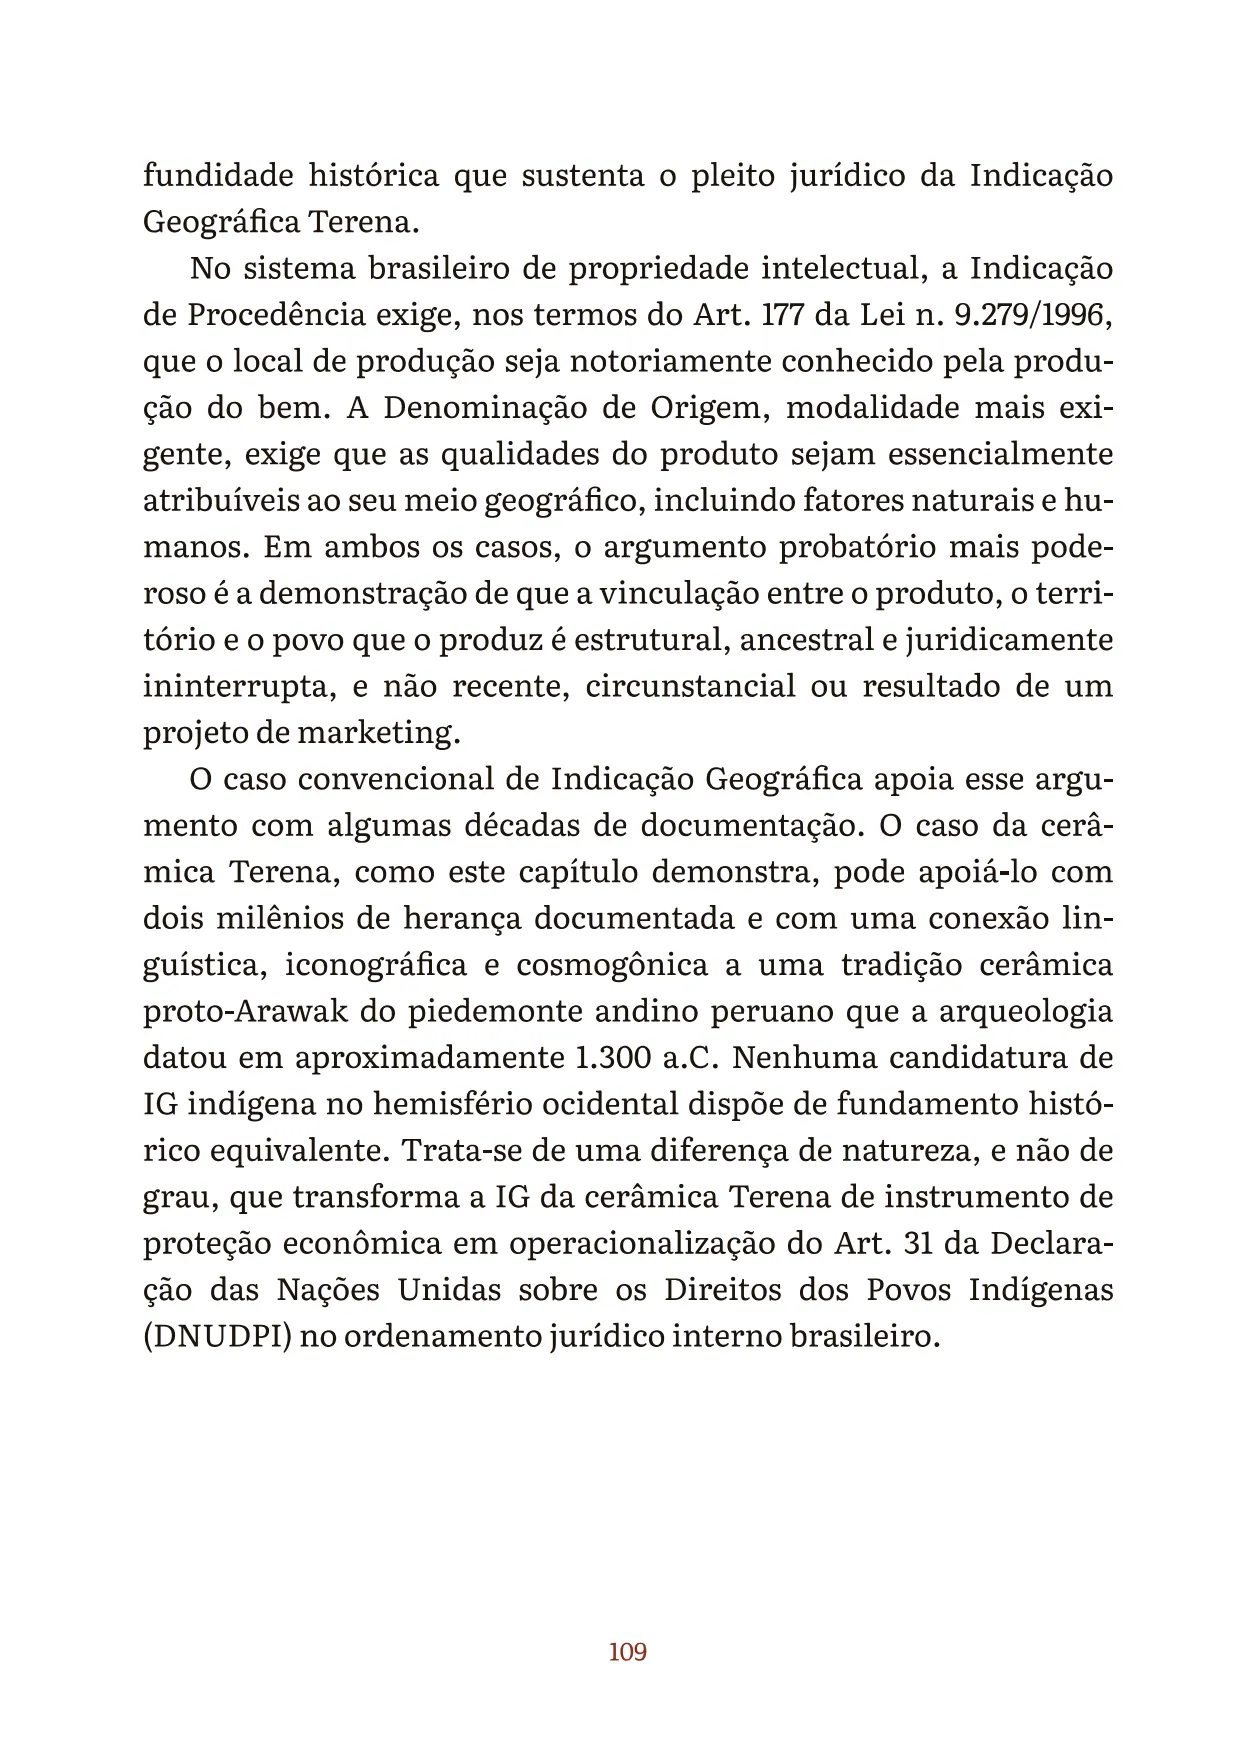 fundidade histórica que sustenta o pleito jurídico da Indicação
Geográfica Terena.
No sistema brasileiro de propriedade intelectual, a Indicação
de Procedência exige, nos termos do Art. 177 da Lei n. 9.279/1996,
que o local de produção seja notoriamente conhecido pela produ-
ção do bem. A Denominação de Origem, modalidade mais exi-
gente, exige que as qualidades do produto sejam essencialmente
atribuíveis ao seu meio geográfico, incluindo fatores naturais e hu-
manos. Em ambos os casos, o argumento probatório mais pode-
roso é a demonstração de que a vinculação entre o produto, o terri-
tório e o povo que o produz é estrutural, ancestral e juridicamente
ininterrupta, e não recente, circunstancial ou resultado de um
projeto de marketing.
O caso convencional de Indicação Geográfica apoia esse argu-
mento com algumas décadas de documentação. O caso da cerâ-
mica Terena, como este capítulo demonstra, pode apoiá-lo com
dois milênios de herança documentada e com uma conexão lin-
guística, iconográfica e cosmogônica a uma tradição cerâmica
proto-Arawak do piedemonte andino peruano que a arqueologia
datou em aproximadamente 1.300 a.C. Nenhuma candidatura de
IG indígena no hemisfério ocidental dispõe de fundamento histó-
rico equivalente. Trata-se de uma diferença de natureza, e não de
grau, que transforma a IG da cerâmica Terena de instrumento de
proteção econômica em operacionalização do Art. 31 da Declara-
ção das Nações Unidas sobre os Direitos dos Povos Indígenas
(DNUDPI) no ordenamento jurídico interno brasileiro.
109